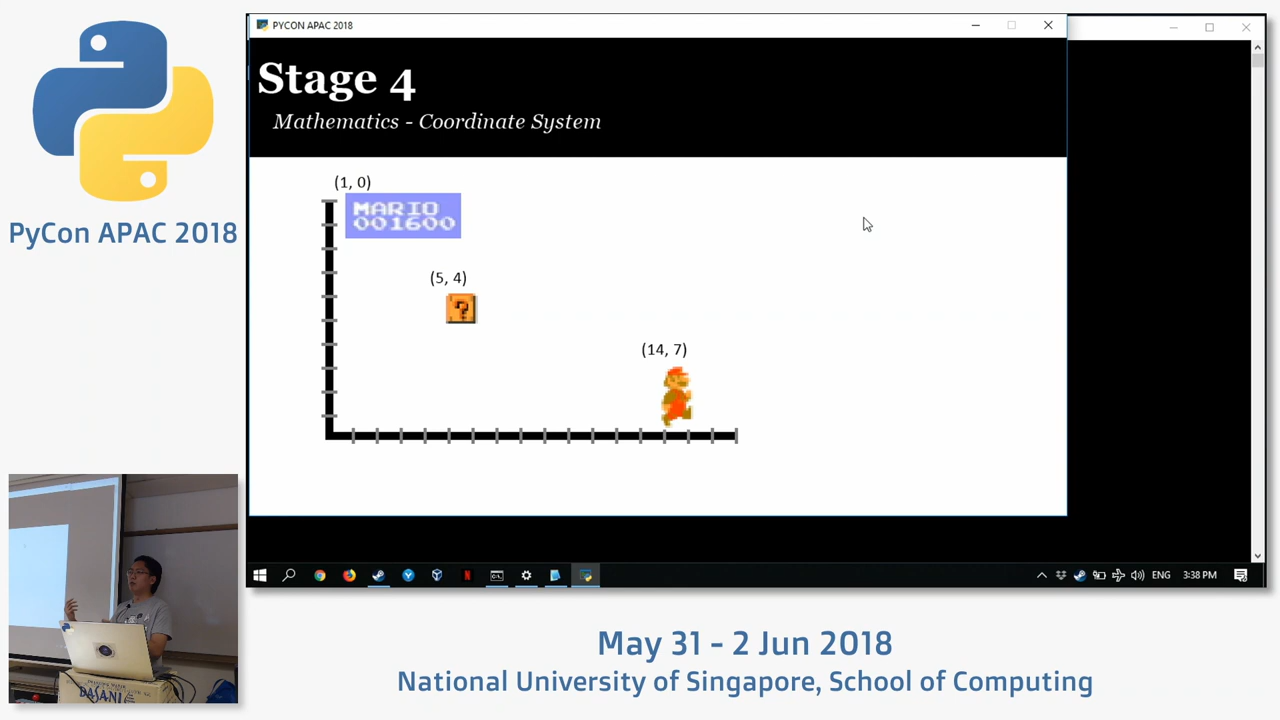 PYCON APAC 2018
Stage 4
Mathematics - Coordinate System
(1, 0)
MARIO
001600
(5, 4)
?
(14, 7)
PyCon APAC 2018
ENG
3:38 PM
DASANI
May 31 - 2 Jun 2018
National University of Singapore, School of Computing